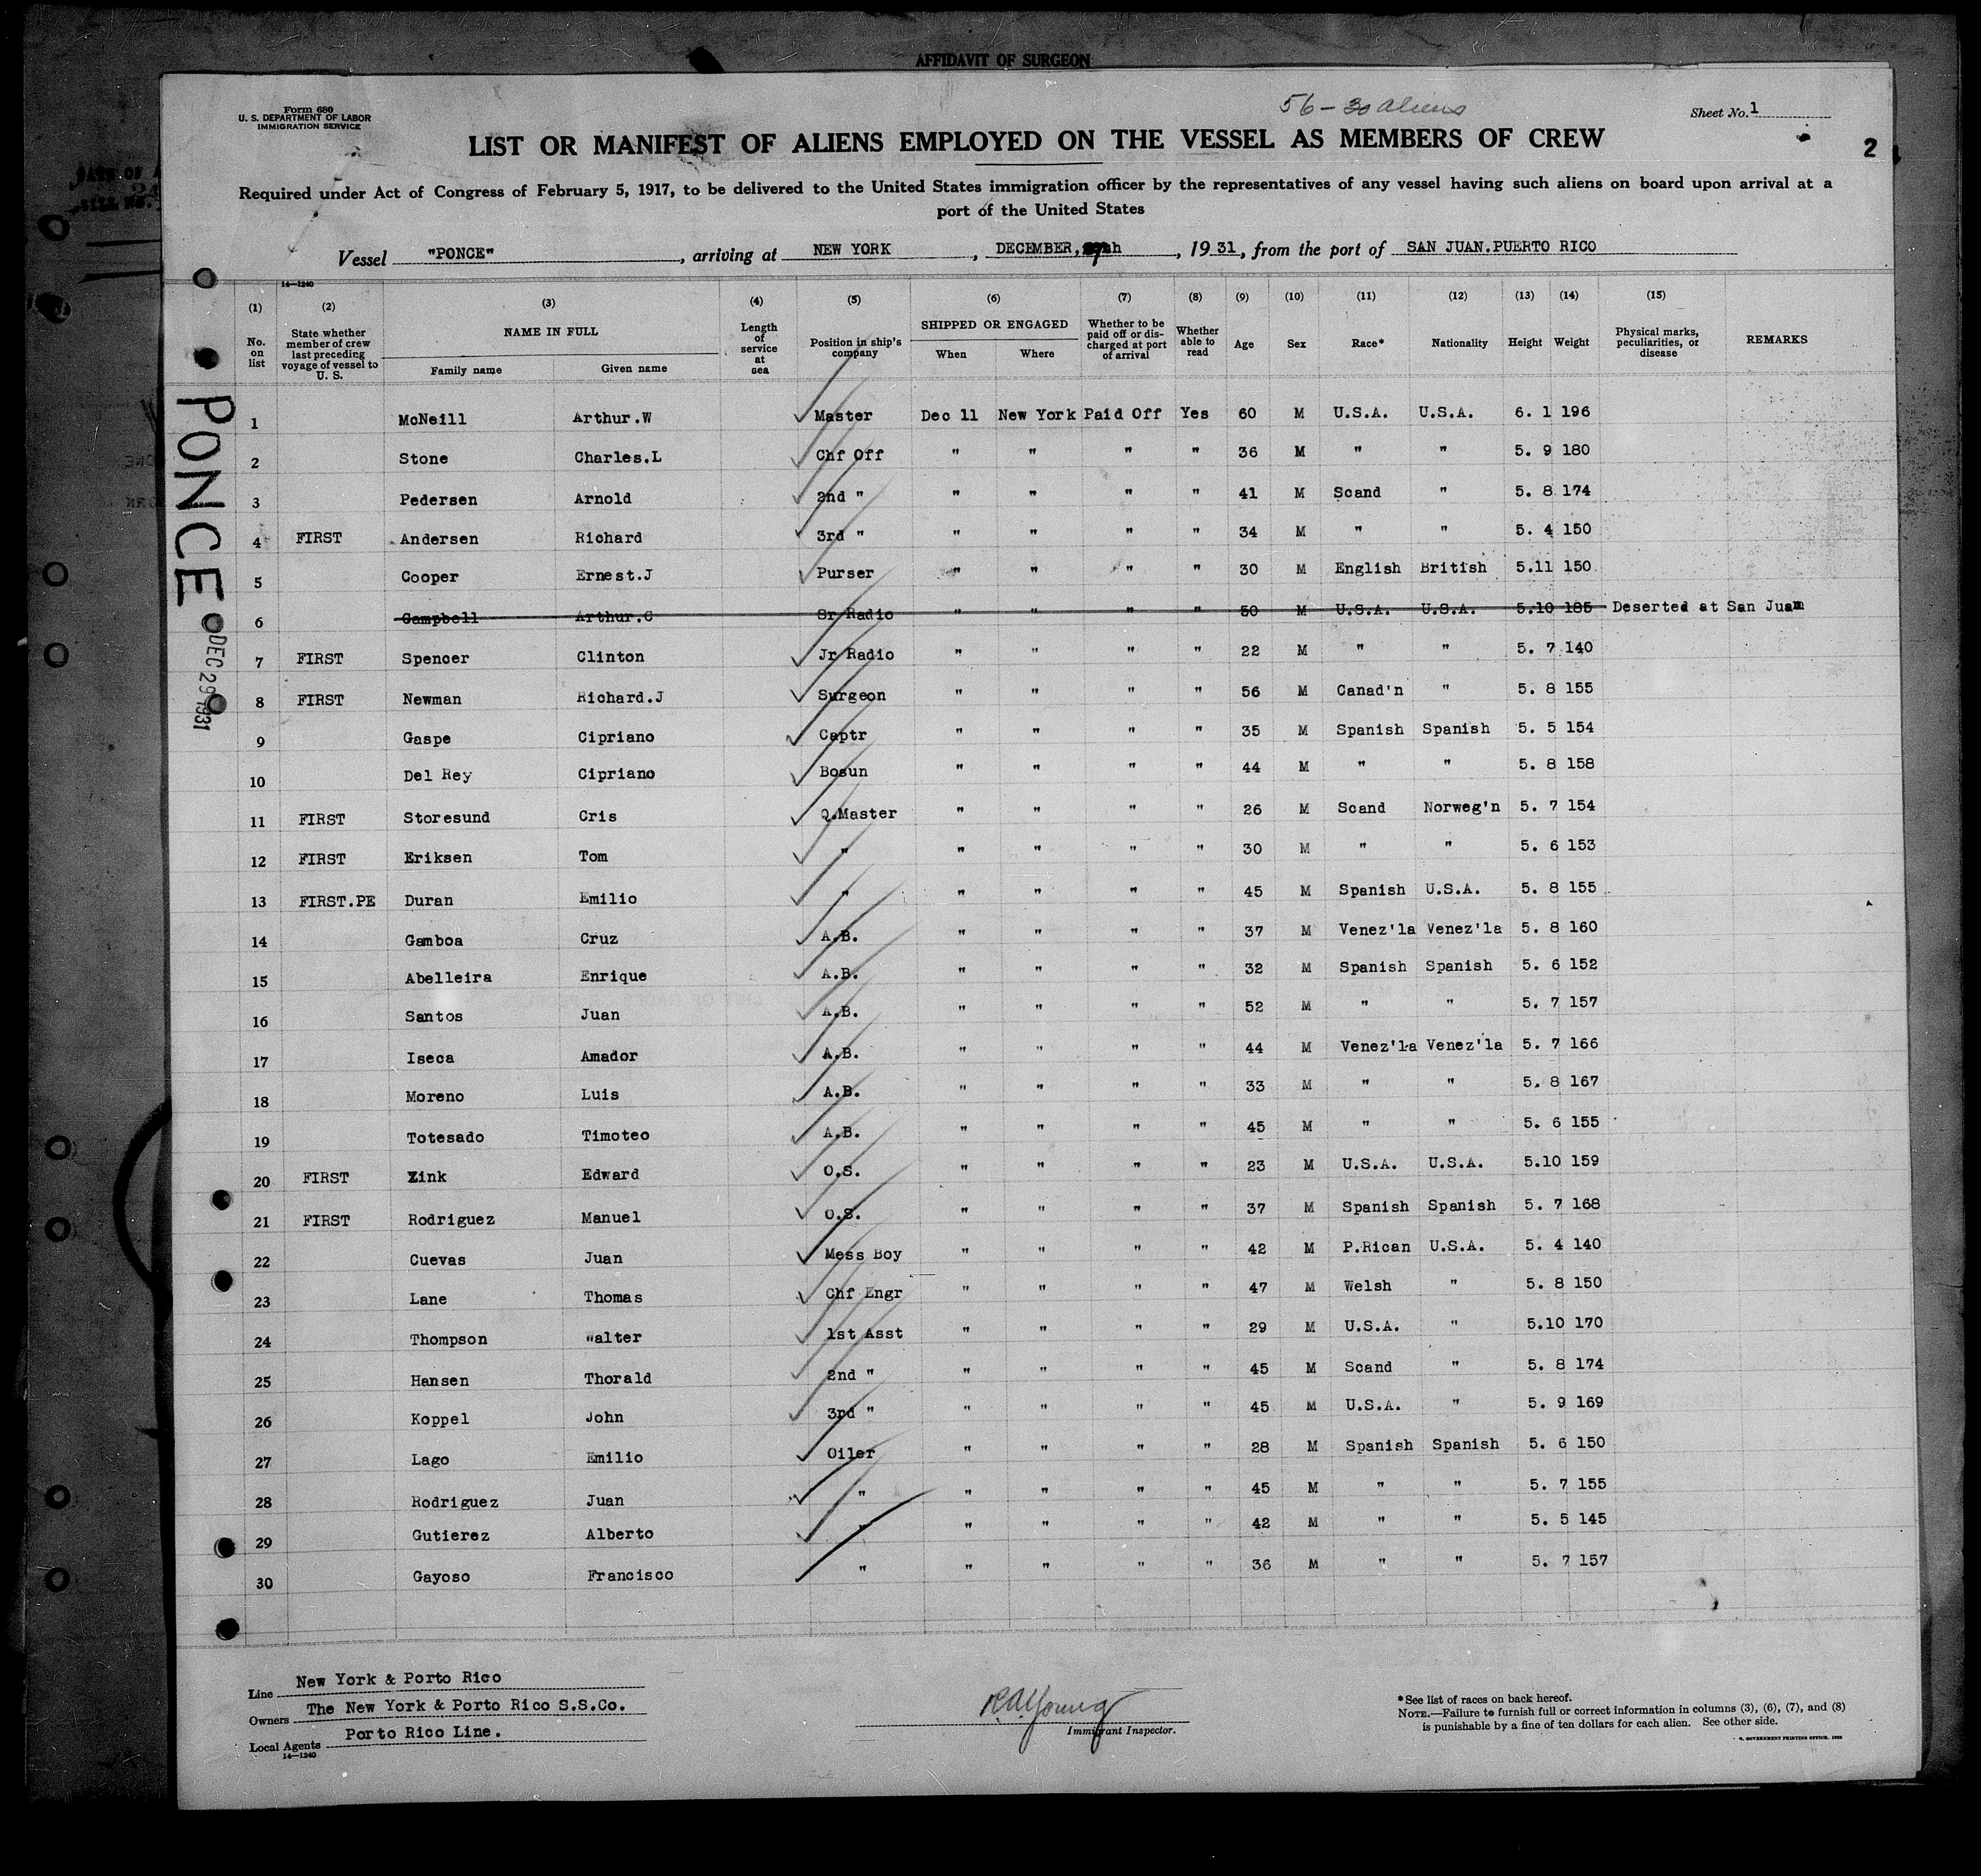 AFFIDAVIT OF SURGEON
Form 680
U. S. DEPARTMENT OF LABOR
IMMIGRATION SERVICE
56 - 30 aliens
Sheet No. 1
LIST OR MANIFEST OF ALIENS EMPLOYED ON THE VESSEL AS MEMBERS OF CREW
2
Required under Act of Congress of February 5, 1917, to be delivered to the United States immigration officer by the representatives of any vessel having such aliens on board upon arrival at a
port of the United States
Vessel "PONCE", arriving at NEW YORK, DECEMBER, , 1931, from the port of SAN JUAN.PUERTO RICO
14—1240
(1) (2) (3) (4) (5) (6) (7) (8) (9) (10) (11) (12) (13) (14) (15)
No. on list State whether member of crew last preceding voyage of vessel to U. S. NAME IN FULL Family name Given name Length of service at sea Position in ship's company SHIPPED OR ENGAGED When Where Whether to be paid off or discharged at port of arrival Whether able to read Age Sex Race* Nationality Height Weight Physical marks, peculiarities, or disease REMARKS
1 McNeill Arthur.W Master Dec 11 New York Paid Off Yes 60 M U.S.A. U.S.A. 6. 1 196
2 Stone Charles.L Chf Off " " " " 36 M " " 5. 9 180
3 Pedersen Arnold 2nd " " " " " 41 M Scand " 5. 8 174
4 FIRST Andersen Richard 3rd " " " " " 34 M " " 5. 4 150
5 Cooper Ernest.J Purser " " " " 30 M English British 5.11 150
6 Campbell Arthur.C Sr Radio " " " " 50 M U.S.A. U.S.A. 5.10 185 Deserted at San Juan
7 FIRST Spencer Clinton Jr Radio " " " " 22 M " " 5. 7 140
8 FIRST Newman Richard.J Surgeon " " " " 56 M Canad'n " 5. 8 155
9 Gaspe Cipriano Captr " " " " 35 M Spanish Spanish 5. 5 154
10 Del Rey Cipriano Bosun " " " " 44 M " " 5. 8 158
11 FIRST Storesund Cris Q.Master " " " " 26 M Scand Norweg'n 5. 7 154
12 FIRST Eriksen Tom " " " " " 30 M " " 5. 6 153
13 FIRST.PE Duran Emilio " " " " " 45 M Spanish U.S.A. 5. 8 155
14 Gamboa Cruz A.B. " " " " 37 M Venez'la Venez'la 5. 8 160
15 Abelleira Enrique A.B. " " " " 32 M Spanish Spanish 5. 6 152
16 Santos Juan A.B. " " " " 52 M " " 5. 7 157
17 Iseca Amador A.B. " " " " 44 M Venez'la Venez'la 5. 7 166
18 Moreno Luis A.B. " " " " 33 M " " 5. 8 167
19 Totesado Timoteo A.B. " " " " 45 M " " 5. 6 155
20 FIRST Zink Edward O.S. " " " " 23 M U.S.A. U.S.A. 5.10 159
21 FIRST Rodriguez Manuel O.S. " " " " 37 M Spanish Spanish 5. 7 168
22 Cuevas Juan Mess Boy " " " " 42 M P.Rican U.S.A. 5. 4 140
23 Lane Thomas Chf Engr " " " " 47 M Welsh " 5. 8 150
24 Thompson Walter 1st Asst " " " " 29 M U.S.A. " 5.10 170
25 Hansen Thorald 2nd " " " " " 45 M Scand " 5. 8 174
26 Koppel John 3rd " " " " " 45 M U.S.A. " 5. 9 169
27 Lago Emilio Oiler " " " " 28 M Spanish Spanish 5. 6 150
28 Rodriguez Juan " " " " " 45 M " " 5. 7 155
29 Gutierez Alberto " " " " " 42 M " " 5. 5 145
30 Gayoso Francisco " " " " " 36 M " " 5. 7 157
PONCE
DEC 29 1931
Line New York & Porto Rico
Owners The New York & Porto Rico S.S.Co.
Local Agents Porto Rico Line.
14—1240
R.A. Young
Immigrant Inspector.
*See list of races on back hereof.
NOTE.—Failure to furnish full or correct information in columns (3), (6), (7), and (8)
is punishable by a fine of ten dollars for each alien. See other side.
GOVERNMENT PRINTING OFFICE